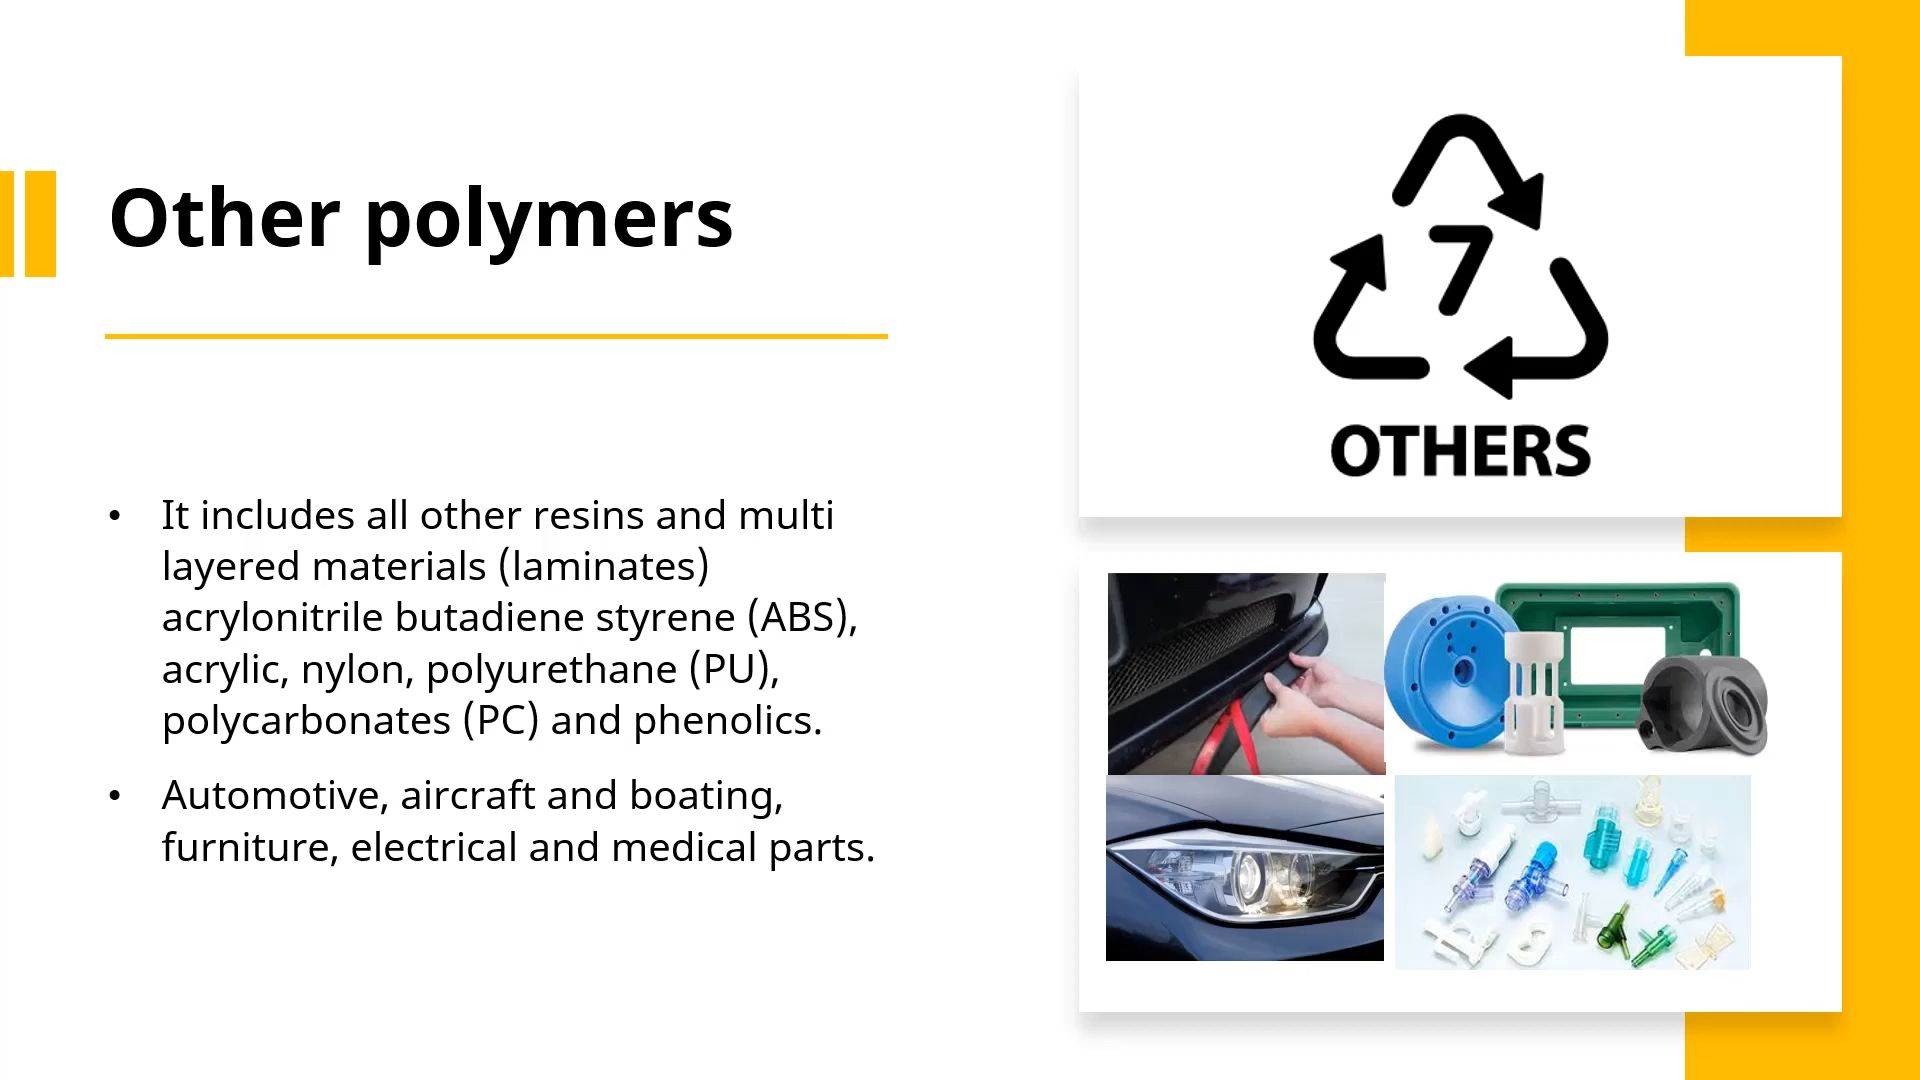 Other polymers
• It includes all other resins and multi
layered materials (laminates)
acrylonitrile butadiene styrene (ABS),
acrylic, nylon, polyurethane (PU),
polycarbonates (PC) and phenolics.
• Automotive, aircraft and boating,
furniture, electrical and medical parts.
7
OTHERS